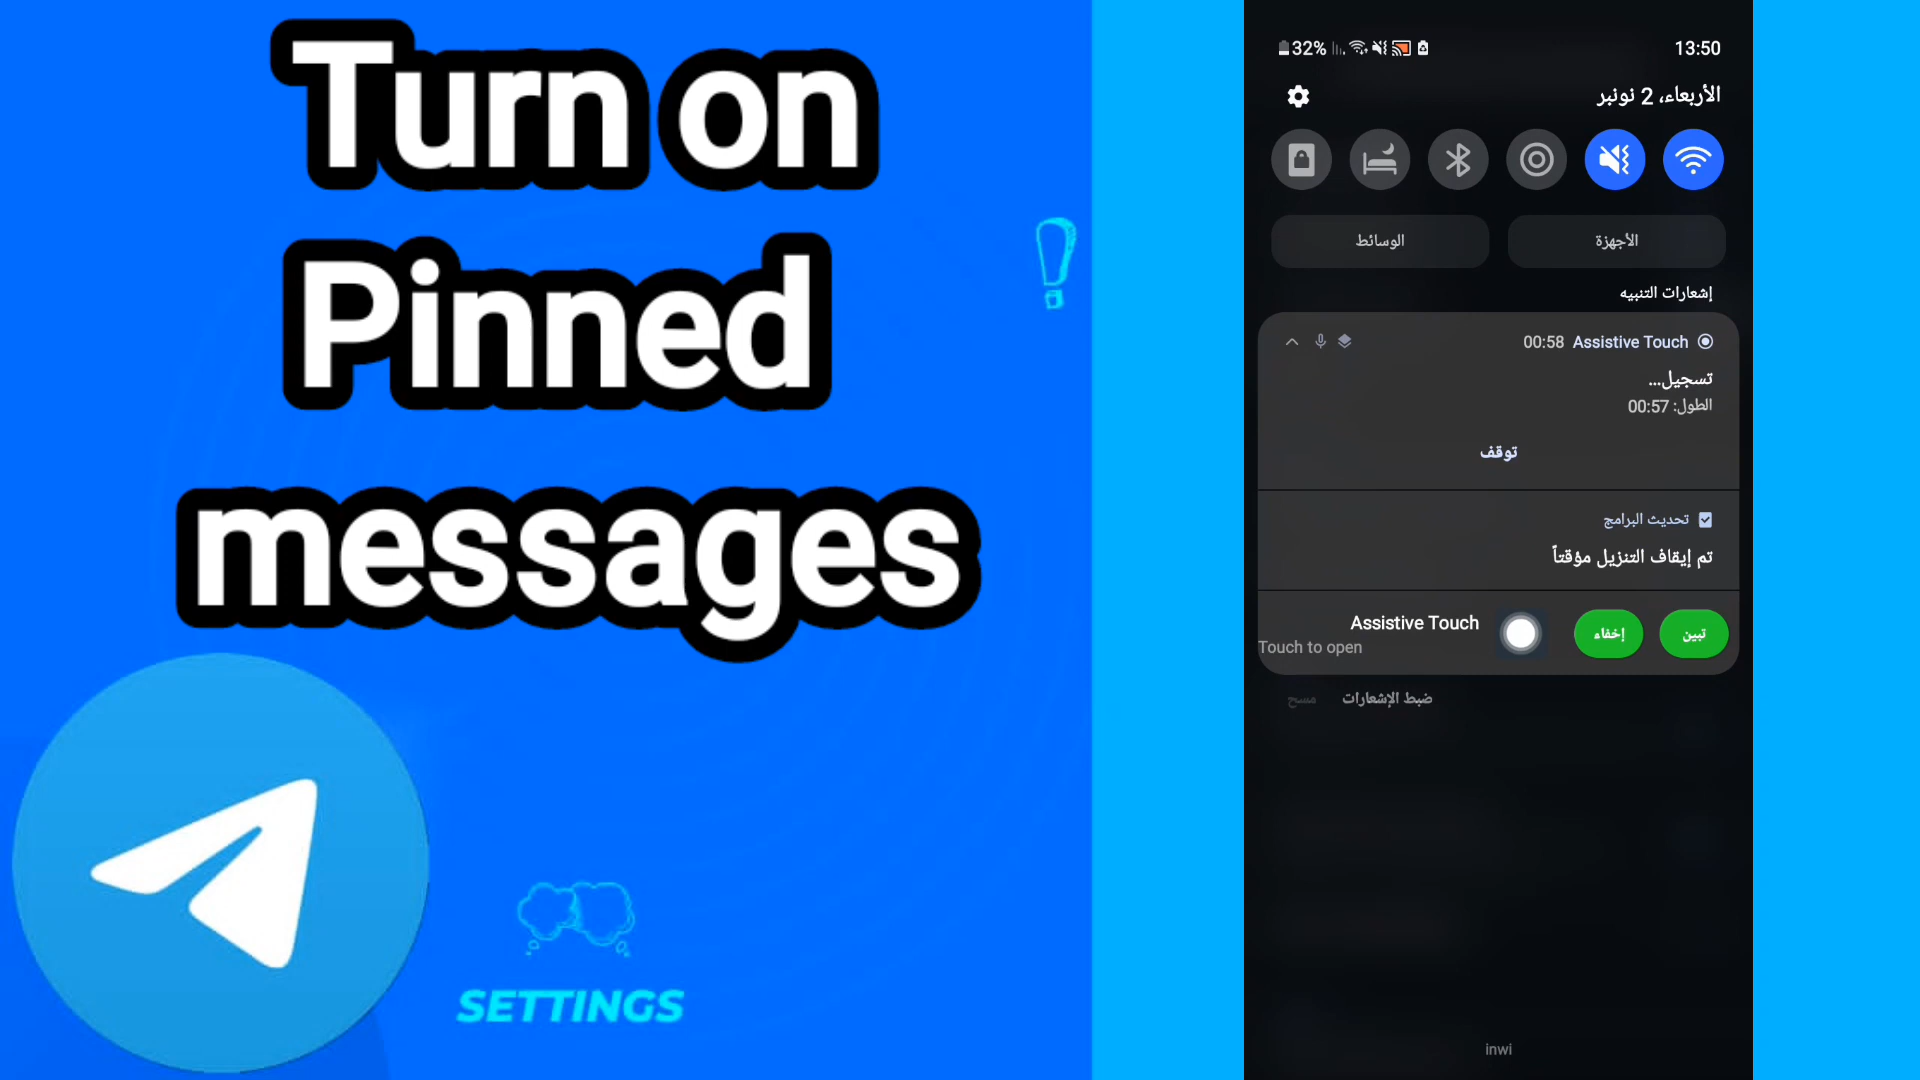 Turn on
Pinned
messages
SETTINGS
32%
13:50
الأربعاء، 2 نونبر
الأجهزة
الوسائط
إشعارات التنبيه
Assistive Touch 00:58
تسجيل...
الطول: 00:57
توقف
تحديث البرامج
تم إيقاف التنزيل مؤقتاً
Assistive Touch
Touch to open
إخفاء
تبين
ضبط الإشعارات
مسح
inwi